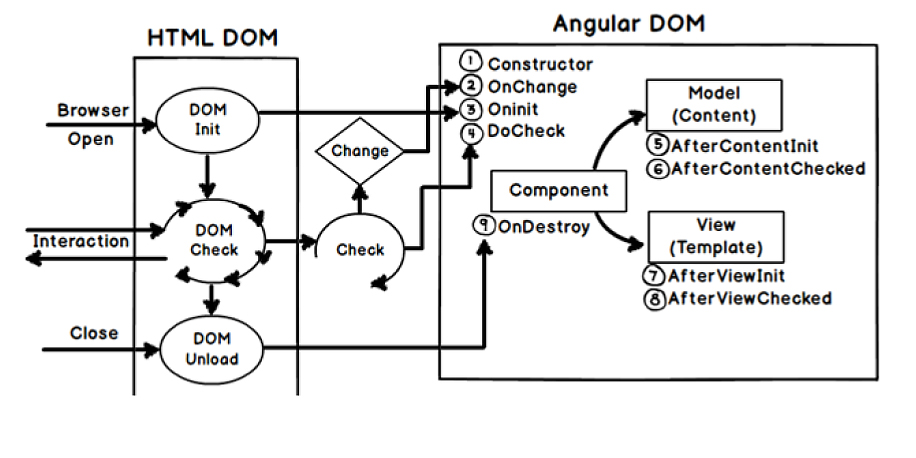 HTML DOM
Angular DOM
Browser
Open
DOM
Init
Change
1 Constructor
2 OnChange
3 Oninit
4 DoCheck
Model
(Content)
5 AfterContentInit
6 AfterContentChecked
Component
Interaction
DOM
Check
Check
9 OnDestroy
View
(Template)
7 AfterViewInit
8 AfterViewChecked
Close
DOM
Unload